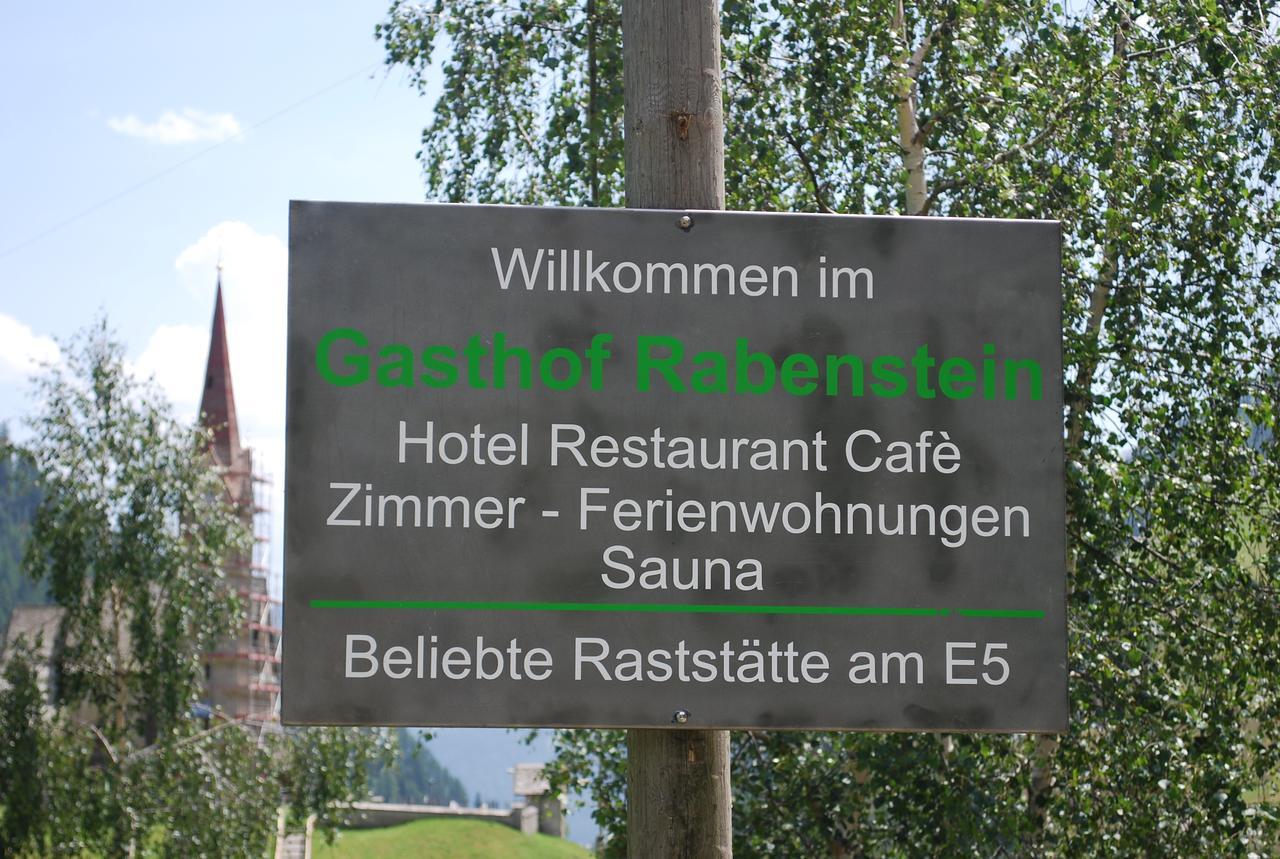 Willkommen im
Gasthof Rabenstein
Hotel Restaurant Cafè
Zimmer - Ferienwohnungen
Sauna
Beliebte Raststätte am E5